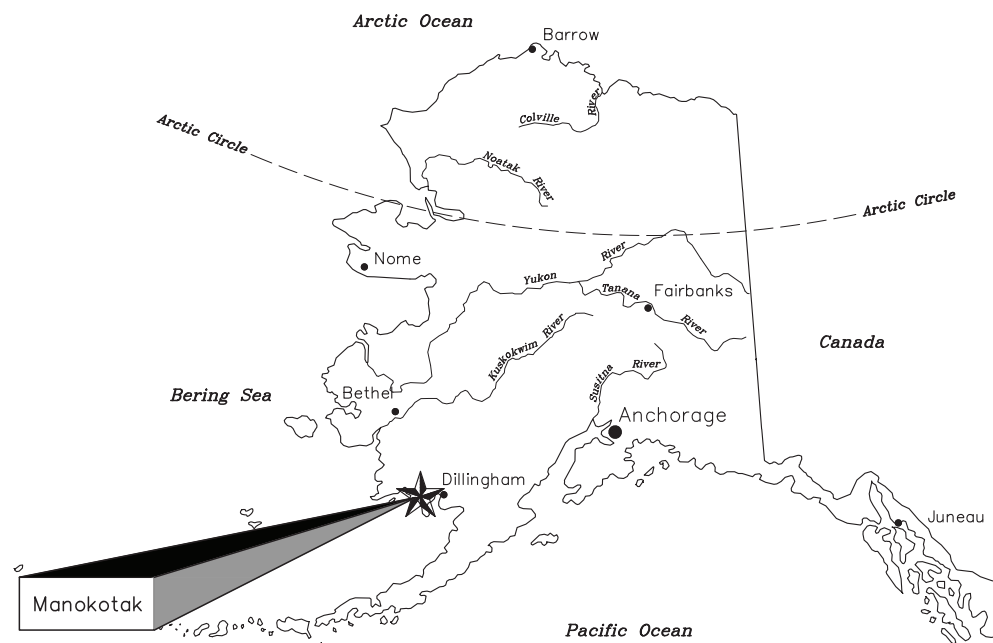 Arctic Ocean
Barrow
Colville
River
Arctic Circle
Noatak
River
Arctic Circle
Nome
River
Yukon
Tanana
Fairbanks
River
Kuskokwim River
Canada
Susitna
River
Bering Sea
Bethel
Anchorage
Dillingham
Juneau
Manokotak
Pacific Ocean